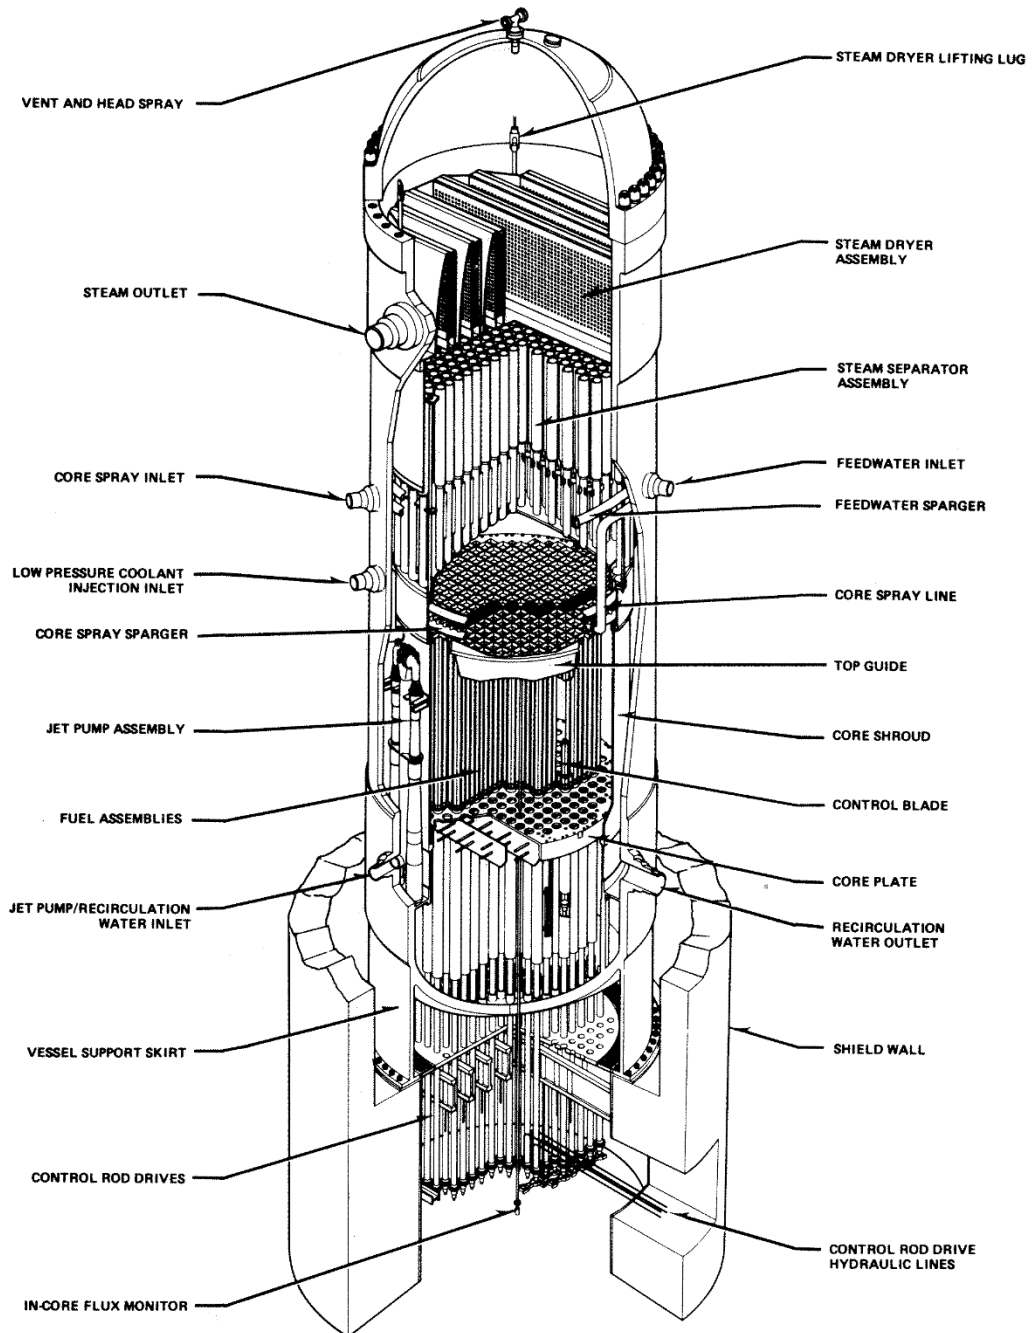 VENT AND HEAD SPRAY
STEAM DRYER LIFTING LUG
STEAM DRYER
ASSEMBLY
STEAM OUTLET
STEAM SEPARATOR
ASSEMBLY
CORE SPRAY INLET
FEEDWATER INLET
FEEDWATER SPARGER
LOW PRESSURE COOLANT
INJECTION INLET
CORE SPRAY LINE
CORE SPRAY SPARGER
TOP GUIDE
JET PUMP ASSEMBLY
CORE SHROUD
FUEL ASSEMBLIES
CONTROL BLADE
CORE PLATE
JET PUMP/RECIRCULATION
WATER INLET
RECIRCULATION
WATER OUTLET
VESSEL SUPPORT SKIRT
SHIELD WALL
CONTROL ROD DRIVES
CONTROL ROD DRIVE
HYDRAULIC LINES
IN-CORE FLUX MONITOR